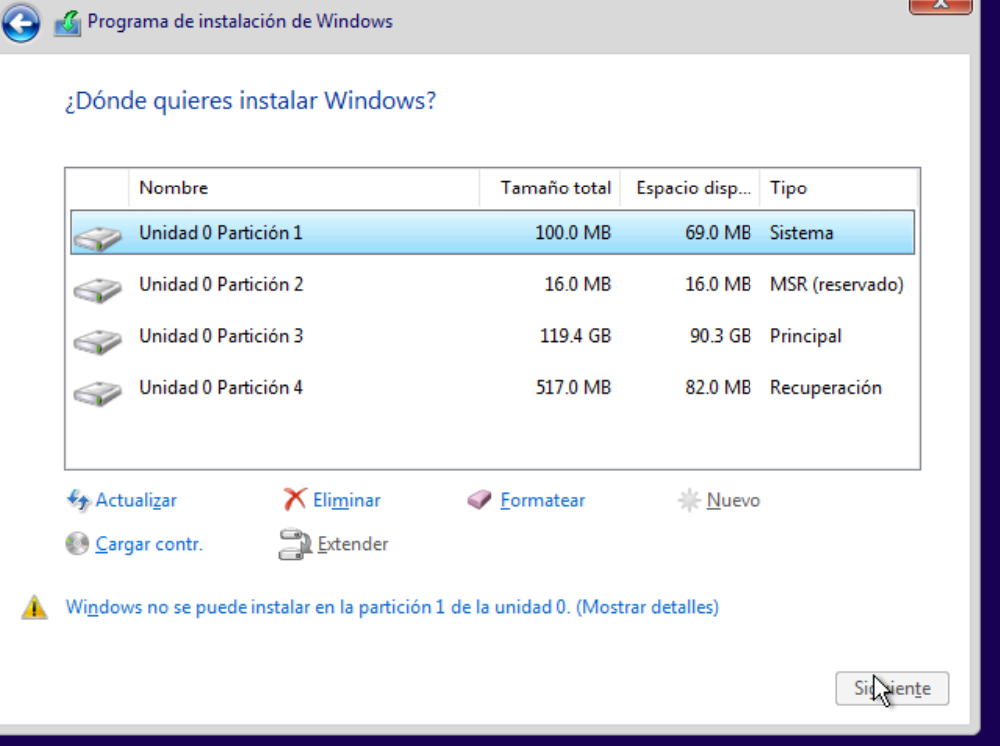 Programa de instalación de Windows
¿Dónde quieres instalar Windows?
Nombre Tamaño total Espacio disp... Tipo
Unidad 0 Partición 1 100.0 MB 69.0 MB Sistema
Unidad 0 Partición 2 16.0 MB 16.0 MB MSR (reservado)
Unidad 0 Partición 3 119.4 GB 90.3 GB Principal
Unidad 0 Partición 4 517.0 MB 82.0 MB Recuperación
Actualizar Eliminar Formatear Nuevo
Cargar contr. Extender
Windows no se puede instalar en la partición 1 de la unidad 0. (Mostrar detalles)
Siguiente